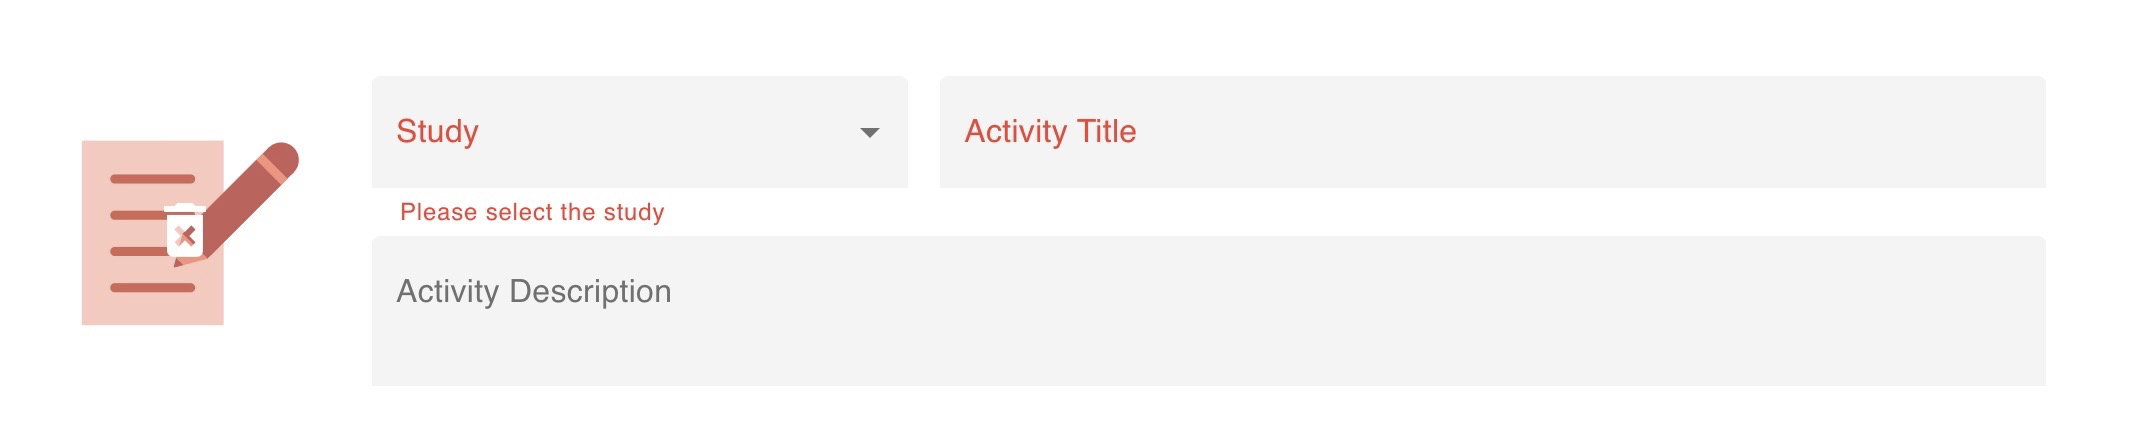 Study
Activity Title
Please select the study
Activity Description